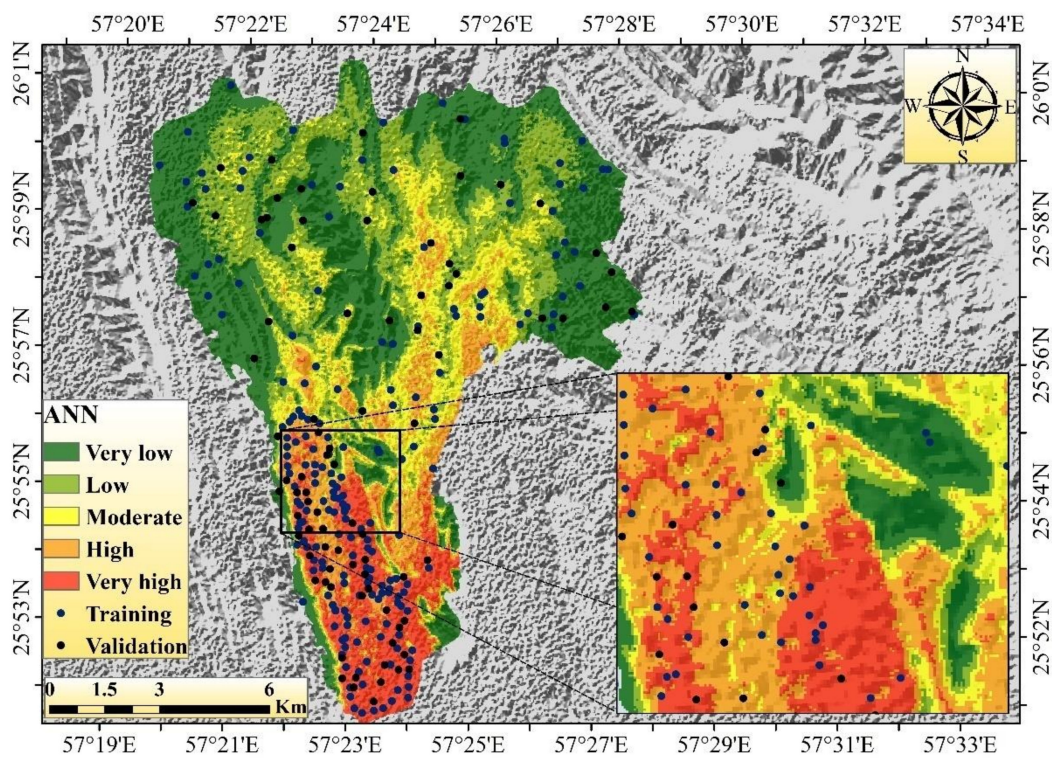 57°20'E 57°22'E 57°24'E 57°26'E 57°28'E 57°30'E 57°32'E 57°34'E
26°1'N
26°0'N
N
W E
S
25°59'N
25°58'N
25°57'N
25°56'N
ANN
Very low
Low
Moderate
High
Very high
Training
Validation
25°55'N
25°54'N
25°53'N
25°52'N
0 1.5 3 6
Km
57°19'E 57°21'E 57°23'E 57°25'E 57°27'E 57°29'E 57°31'E 57°33'E